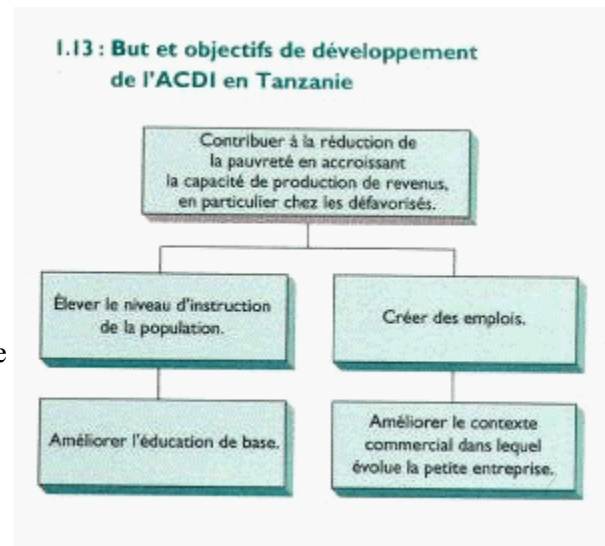 1.13 : But et objectifs de développement
de l'ACDI en Tanzanie
Contribuer à la réduction de
la pauvreté en accroissant
la capacité de production de revenus,
en particulier chez les défavorisés.
Élever le niveau d'instruction
de la population.
Créer des emplois.
e
Améliorer l'éducation de base.
Améliorer le contexte
commercial dans lequel
évolue la petite entreprise.